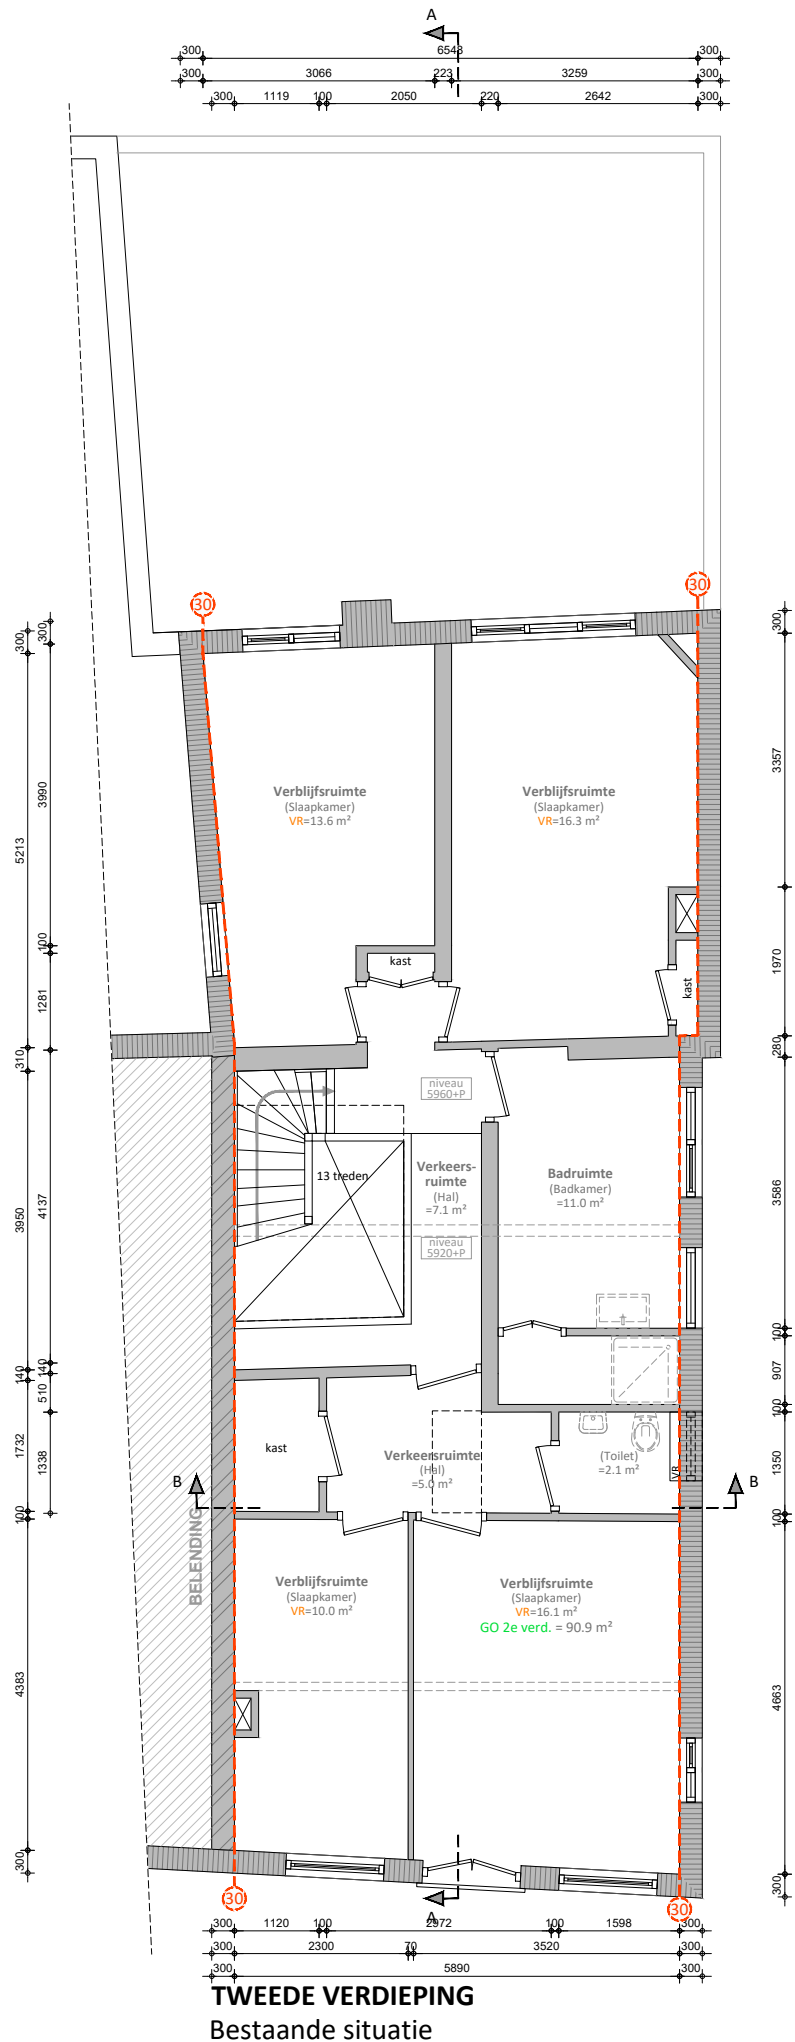 A
300 6548 300
300 3066 223 3259 300
300 1119 100 2050 220 2642 300
30
30
300
300
300
3990
5213
3357
Verblijfsruimte
(Slaapkamer)
VR=13.6 m²
Verblijfsruimte
(Slaapkamer)
VR=16.3 m²
100
kast
kast
1281
1970
310
280
niveau
5960+P
13 treden
Verkeers-
ruimte
(Hal)
=7.1 m²
Badruimte
(Badkamer)
=11.0 m²
3950
4137
3586
niveau
5920+P
100
140
140
510
907
100
1732
1338
1350
kast
Verkeersruimte
(Hal)
=5.0 m²
(Toilet)
=2.1 m²
VR
B
B
100
100
BELENDING
Verblijfsruimte
(Slaapkamer)
VR=10.0 m²
Verblijfsruimte
(Slaapkamer)
VR=16.1 m²
GO 2e verd. = 90.9 m²
4383
4663
300
300
30
A
30
300 1120 100 2972 100 1598 300
300 2300 70 3520 300
300 5890 300
TWEEDE VERDIEPING
Bestaande situatie